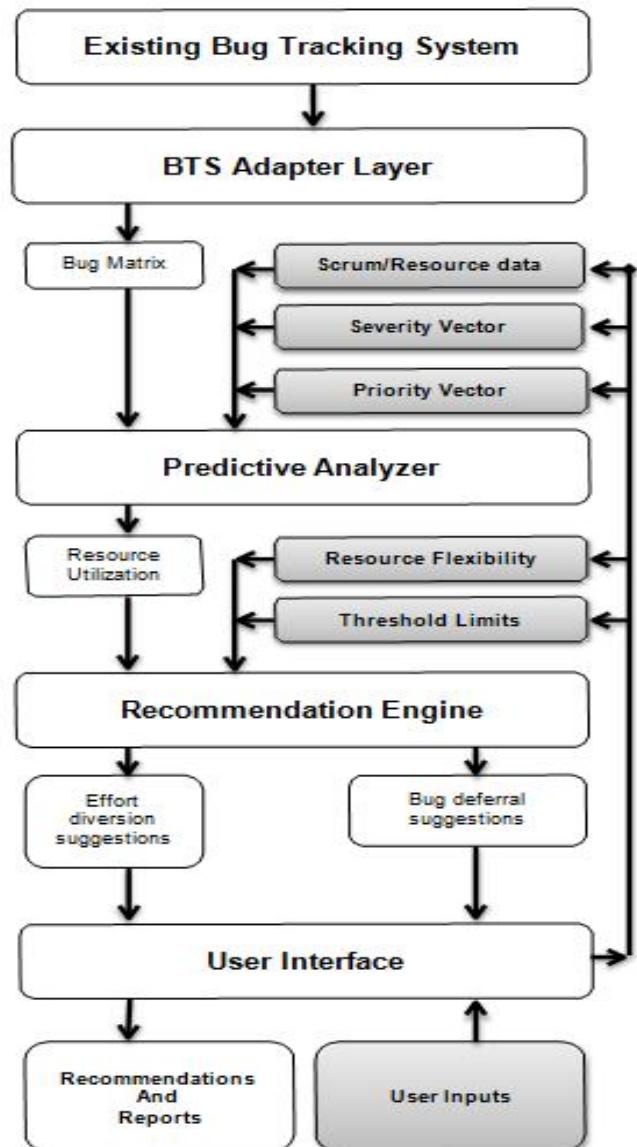 Existing Bug Tracking System
BTS Adapter Layer
Bug Matrix
Scrum/Resource data
Severity Vector
Priority Vector
Predictive Analyzer
Resource
Utilization
Resource Flexibility
Threshold Limits
Recommendation Engine
Effort
diversion
suggestions
Bug deferral
suggestions
User Interface
Recommendations
And
Reports
User Inputs